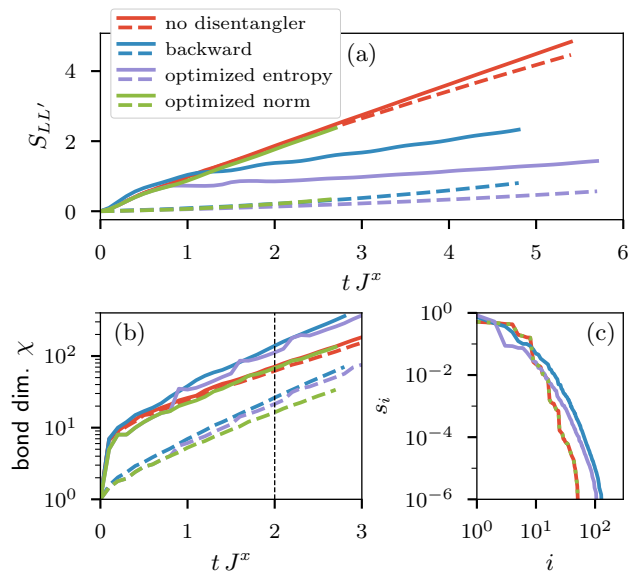 no disentangler
backward
optimized entropy
optimized norm
(a)
S_{LL'}
4
2
0
0 1 2 3 4 5 6
t J^x
(b)
bond dim. χ
10^2
10^1
10^0
0 1 2 3
t J^x
(c)
s_i
10^0
10^{-2}
10^{-4}
10^{-6}
10^0 10^1 10^2
i